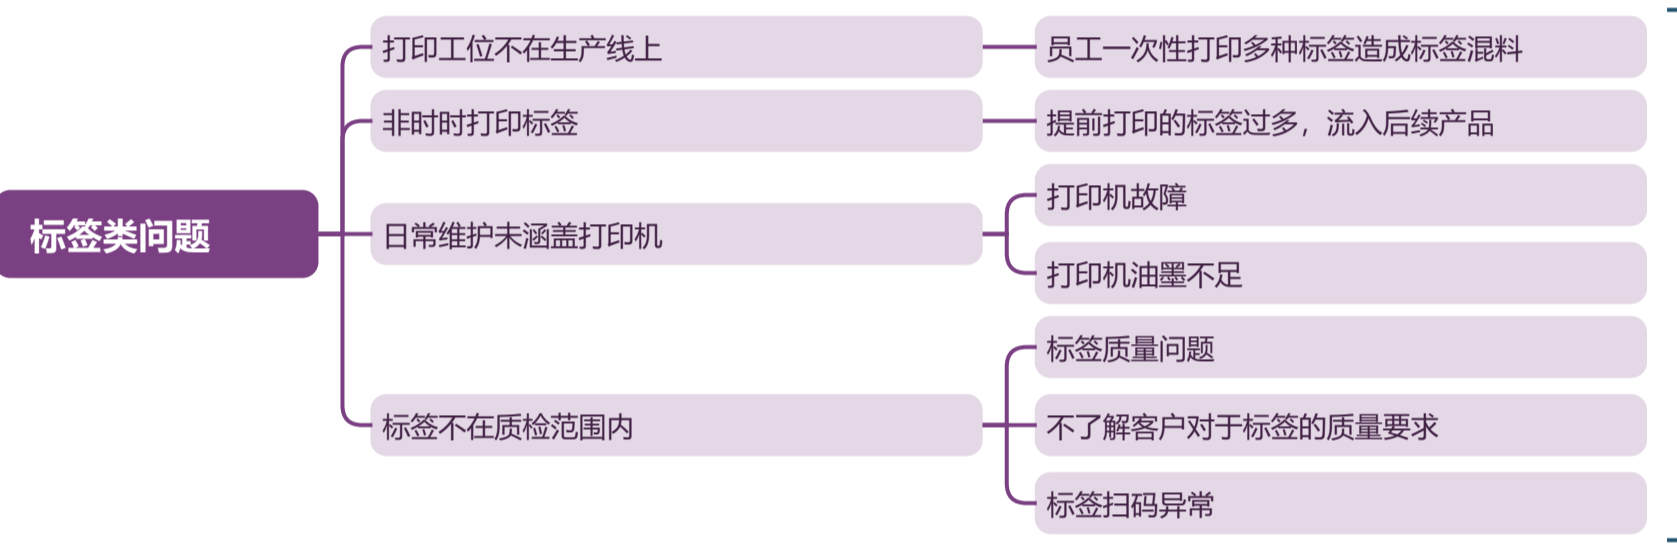 标签类问题
打印工位不在生产线上
员工一次性打印多种标签造成标签混料
非时时打印标签
提前打印的标签过多，流入后续产品
日常维护未涵盖打印机
打印机故障
打印机油墨不足
标签不在质检范围内
标签质量问题
不了解客户对于标签的质量要求
标签扫码异常